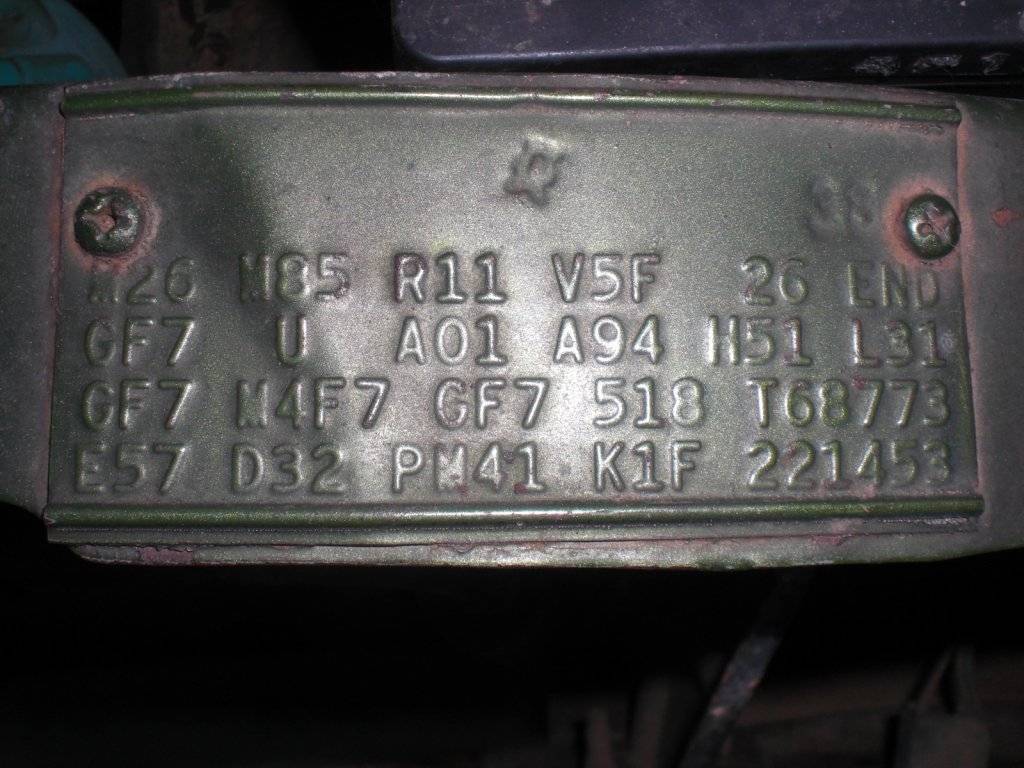 38
M26 M85 R11 V5F 26 END
GF7 U A01 A94 H51 L31
GF7 M4F7 GF7 518 T68773
E57 D32 PM41 K1F 221453